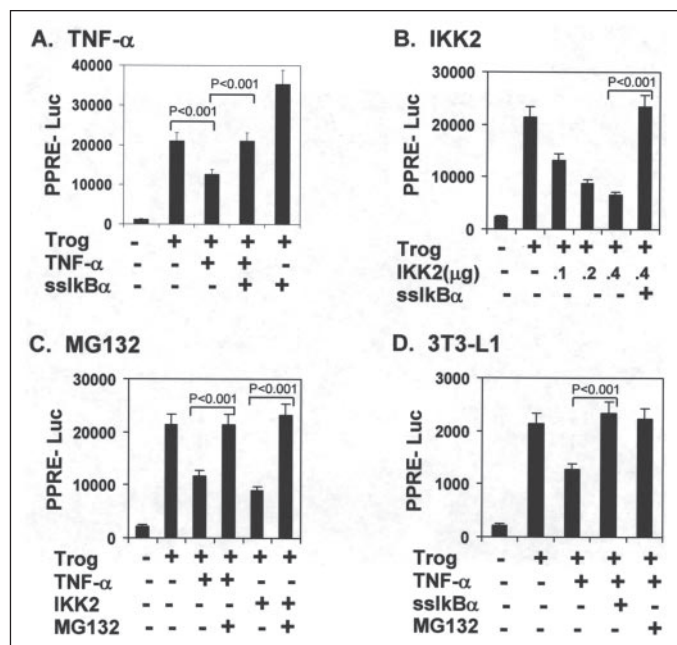 A. TNF-α
PPRE- Luc
40000
30000
20000
10000
0
P<0.001
P<0.001
Trog - + + + +
TNF-α - - + + -
ssIkBα - - - + +
B. IKK2
PPRE- Luc
30000
20000
10000
0
P<0.001
Trog - + + + + +
IKK2(μg) - - .1 .2 .4 .4
ssIkBα - - - - - +
C. MG132
PPRE- Luc
30000
20000
10000
0
P<0.001
P<0.001
Trog - + + + + +
TNF-α - - + + - -
IKK2 - - - - + +
MG132 - - - + - +
D. 3T3-L1
PPRE- Luc
3000
2000
1000
0
P<0.001
Trog - + + + +
TNF-α - - + + +
ssIkBα - - - + -
MG132 - - - - +